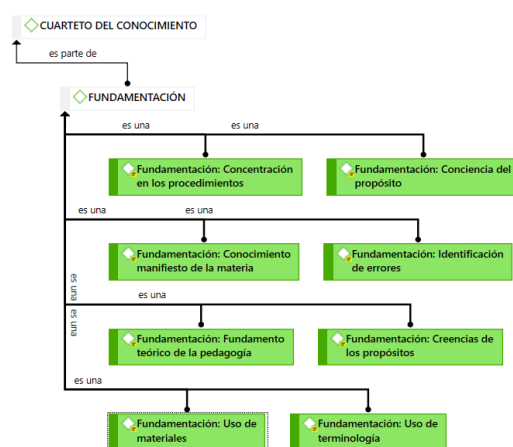 CUARTETO DEL CONOCIMIENTO
es parte de
FUNDAMENTACIÓN
es una
es una
Fundamentación: Concentración
en los procedimientos
Fundamentación: Conciencia del
propósito
es una
es una
Fundamentación: Conocimiento
manifiesto de la materia
Fundamentación: Identificación
de errores
es una
es una
es una
Fundamentación: Fundamento
teórico de la pedagogía
Fundamentación: Creencias de
los propósitos
es una
Fundamentación: Uso de
materiales
Fundamentación: Uso de
terminología